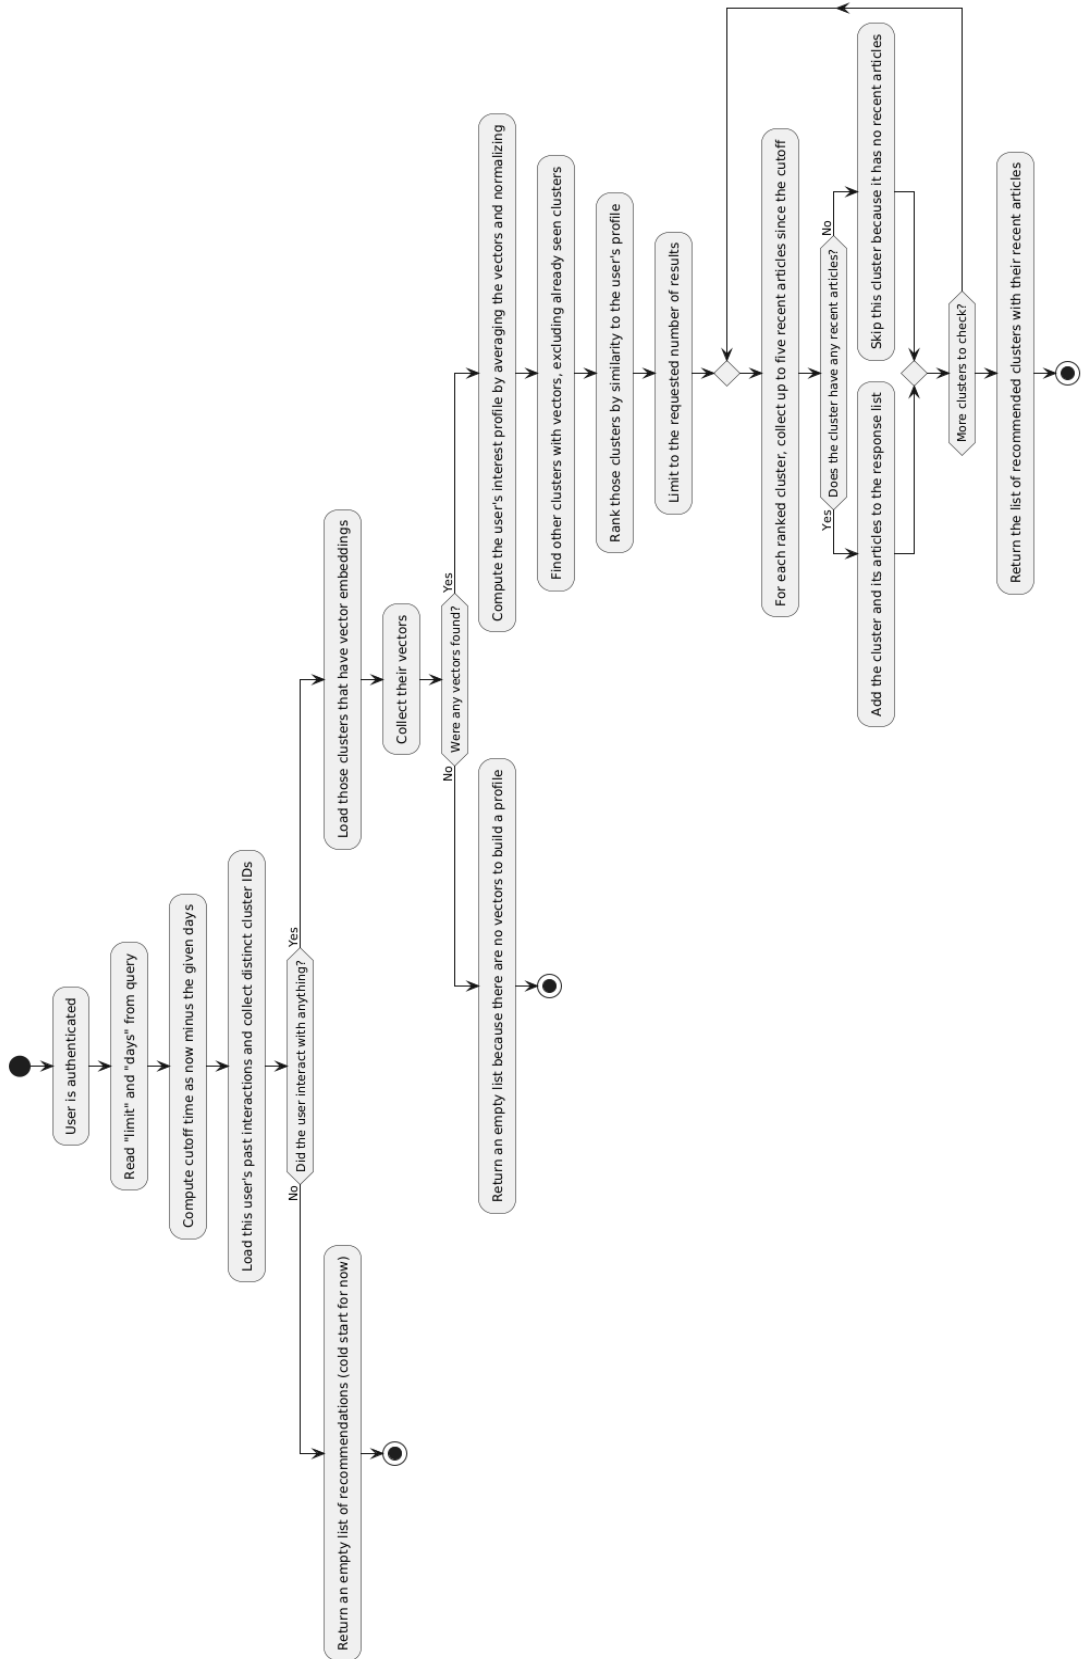 User is authenticated
Read "limit" and "days" from query
Compute cutoff time as now minus the given days
Load this user's past interactions and collect distinct cluster IDs
Did the user interact with anything?
No
Yes
Return an empty list of recommendations (cold start for now)
Load those clusters that have vector embeddings
Collect their vectors
Were any vectors found?
No
Yes
Return an empty list because there are no vectors to build a profile
Compute the user's interest profile by averaging the vectors and normalizing
Find other clusters with vectors, excluding already seen clusters
Rank those clusters by similarity to the user's profile
Limit to the requested number of results
For each ranked cluster, collect up to five recent articles since the cutoff
Does the cluster have any recent articles?
Yes
No
Add the cluster and its articles to the response list
Skip this cluster because it has no recent articles
More clusters to check?
Return the list of recommended clusters with their recent articles